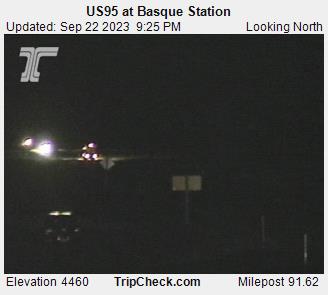 US95 at Basque Station
Updated: Sep 22 2023 9:25 PM Looking North
Elevation 4460 TripCheck.com Milepost 91.62